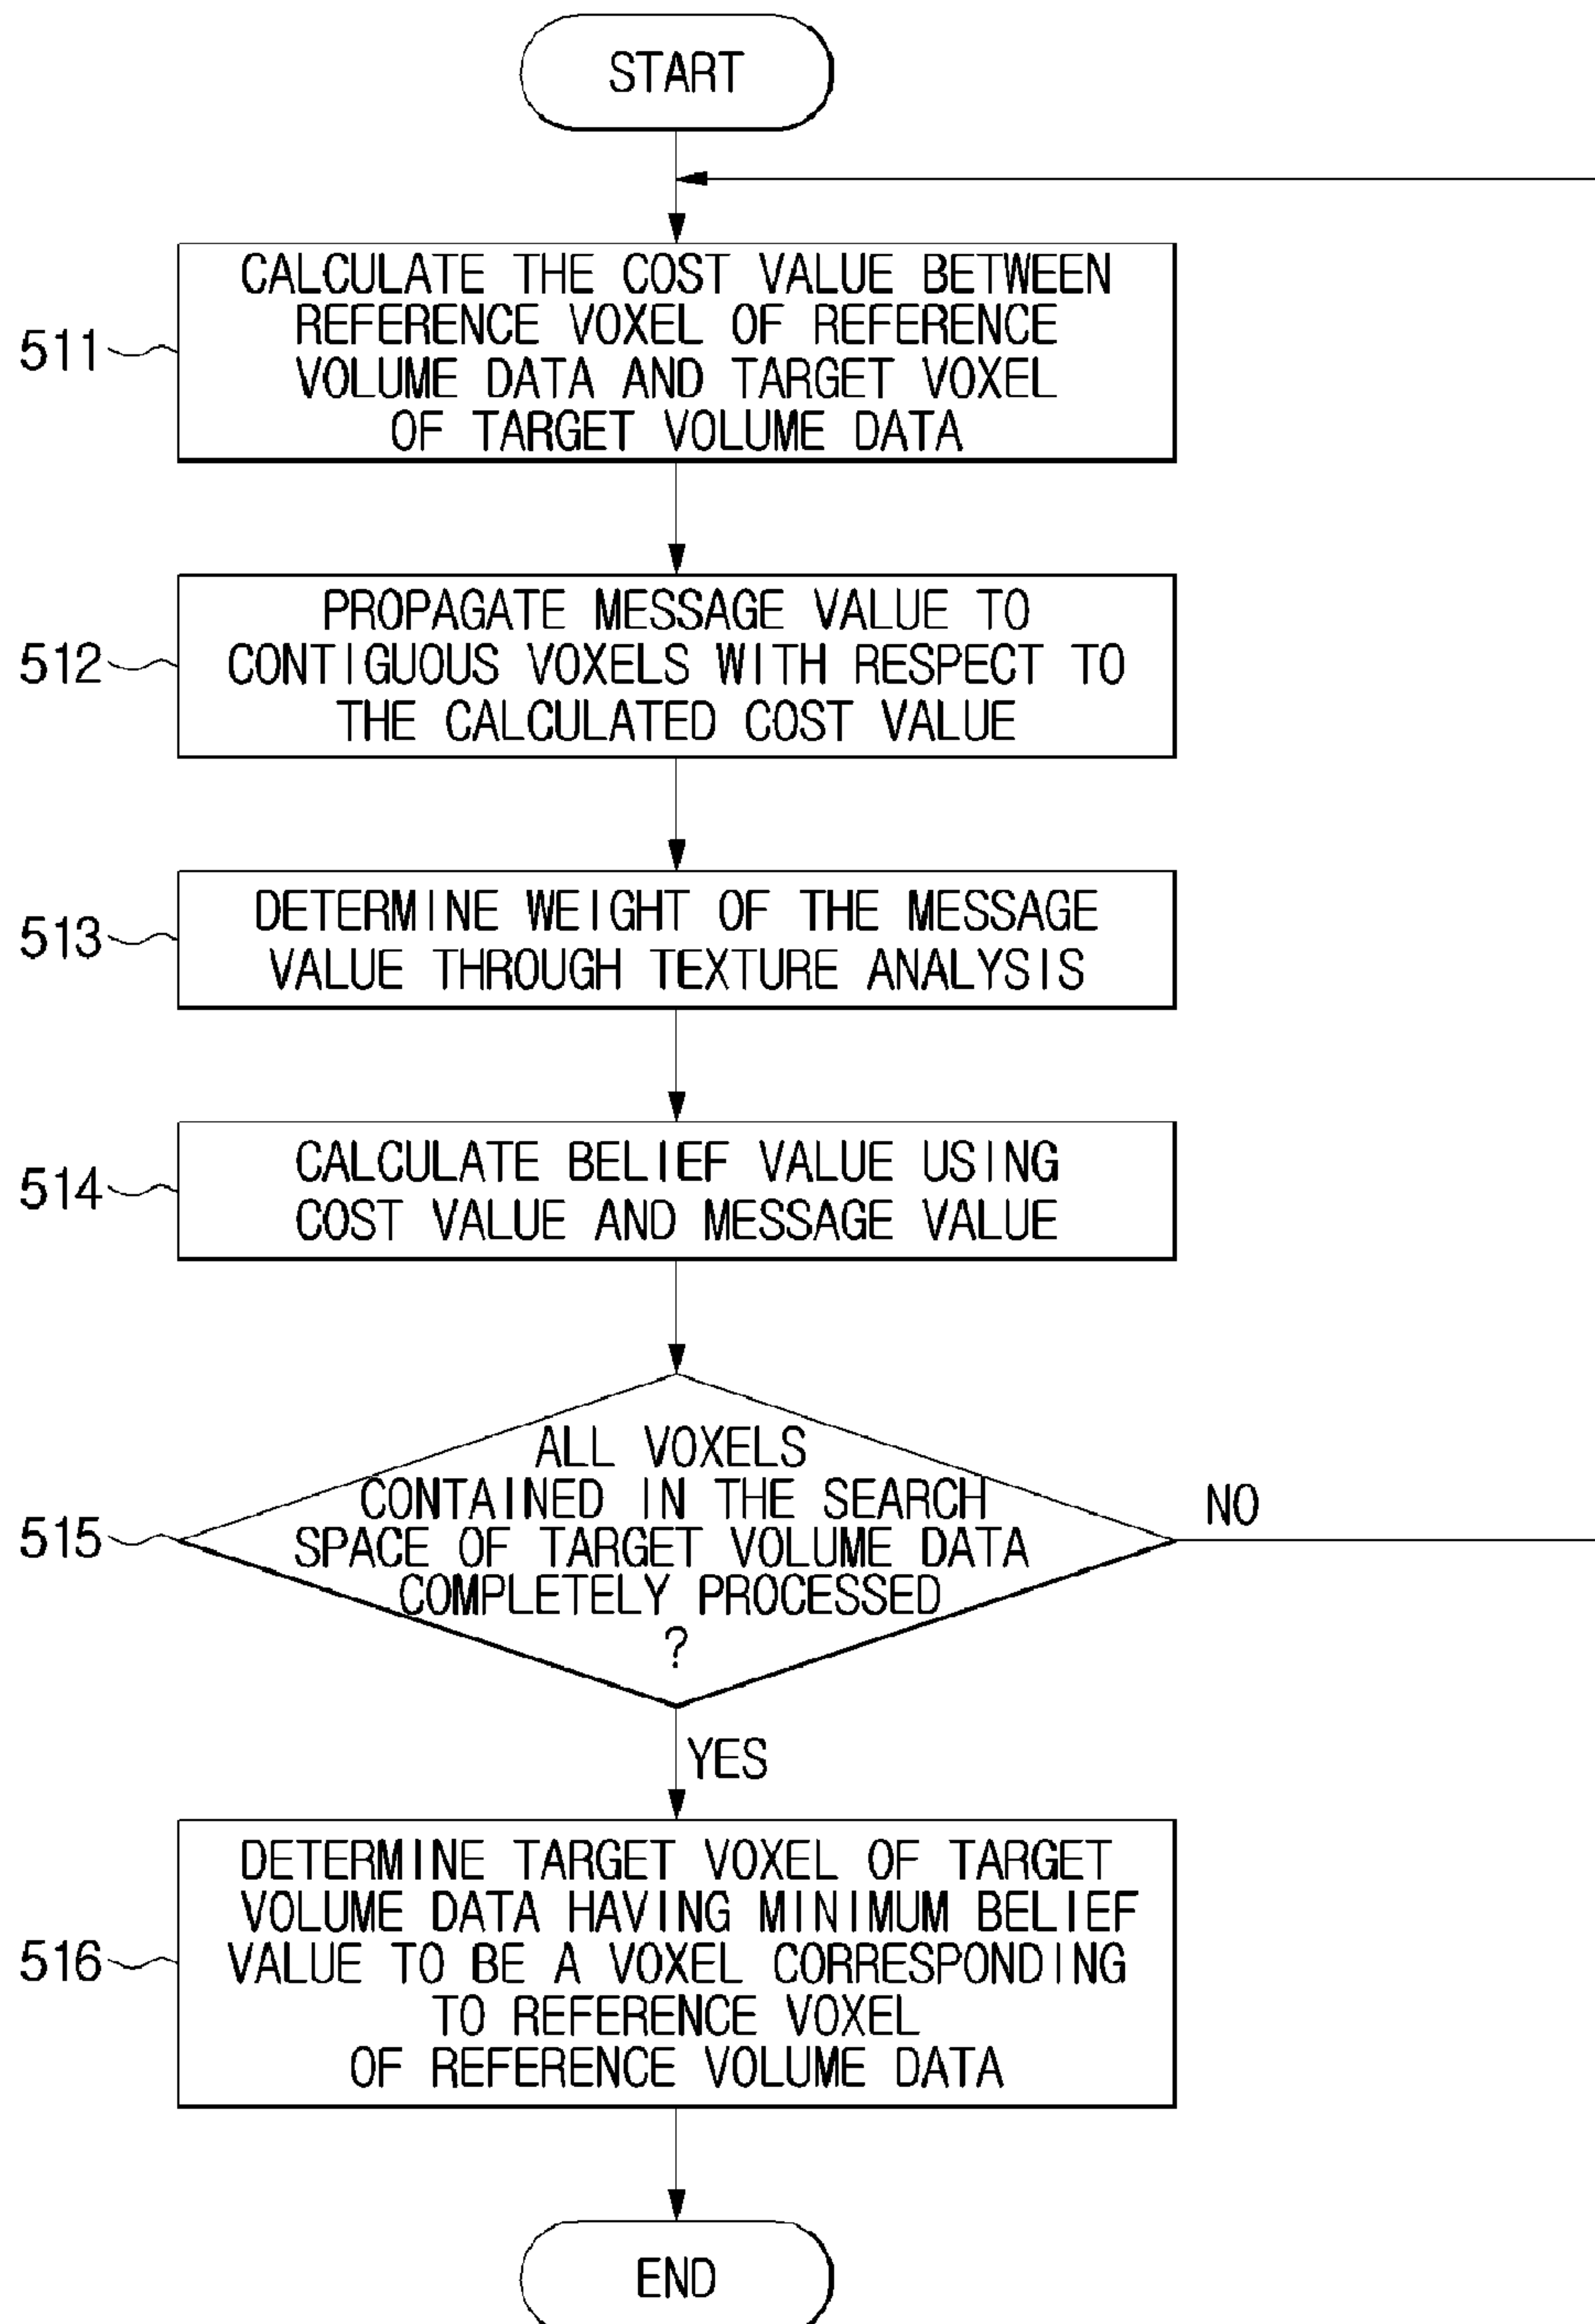 START
511
CALCULATE THE COST VALUE BETWEEN
REFERENCE VOXEL OF REFERENCE
VOLUME DATA AND TARGET VOXEL
OF TARGET VOLUME DATA
512
PROPAGATE MESSAGE VALUE TO
CONTIGUOUS VOXELS WITH RESPECT TO
THE CALCULATED COST VALUE
513
DETERMINE WEIGHT OF THE MESSAGE
VALUE THROUGH TEXTURE ANALYSIS
514
CALCULATE BELIEF VALUE USING
COST VALUE AND MESSAGE VALUE
515
ALL VOXELS
CONTAINED IN THE SEARCH
SPACE OF TARGET VOLUME DATA
COMPLETELY PROCESSED
?
NO
YES
516
DETERMINE TARGET VOXEL OF TARGET
VOLUME DATA HAVING MINIMUM BELIEF
VALUE TO BE A VOXEL CORRESPONDING
TO REFERENCE VOXEL
OF REFERENCE VOLUME DATA
END